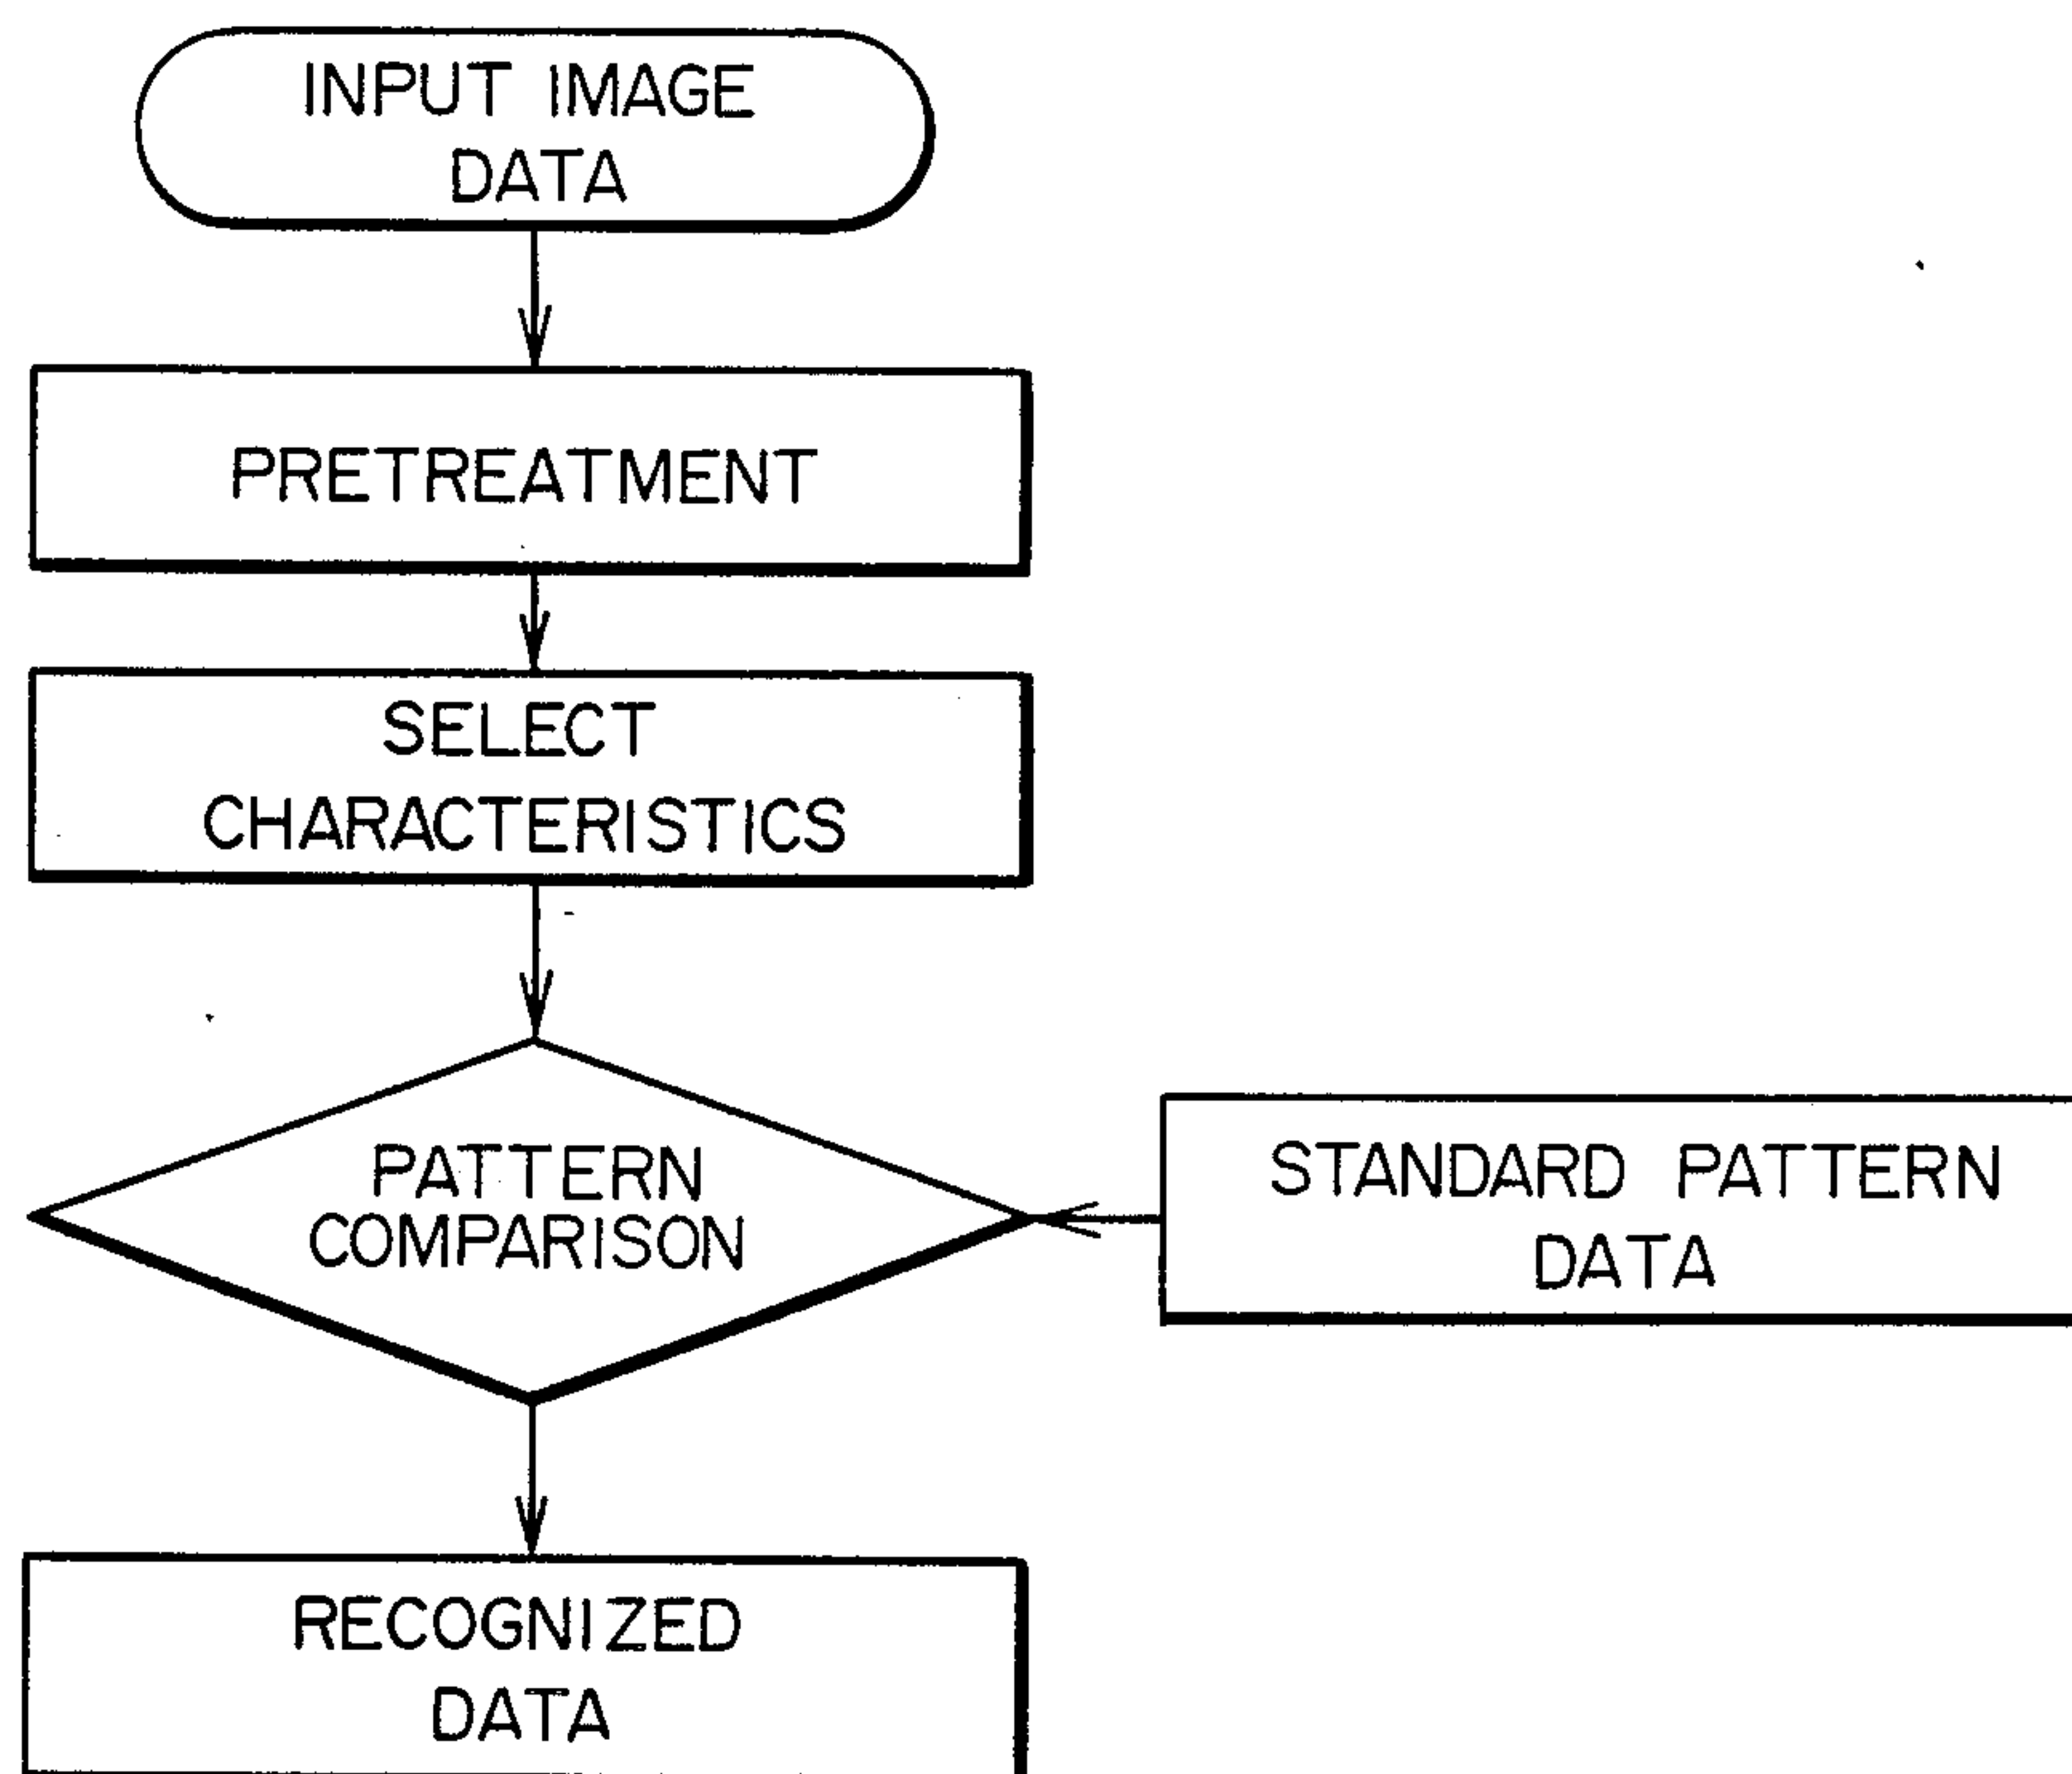 INPUT IMAGE
DATA
PRETREATMENT
SELECT
CHARACTERISTICS
PATTERN
COMPARISON
STANDARD PATTERN
DATA
RECOGNIZED
DATA